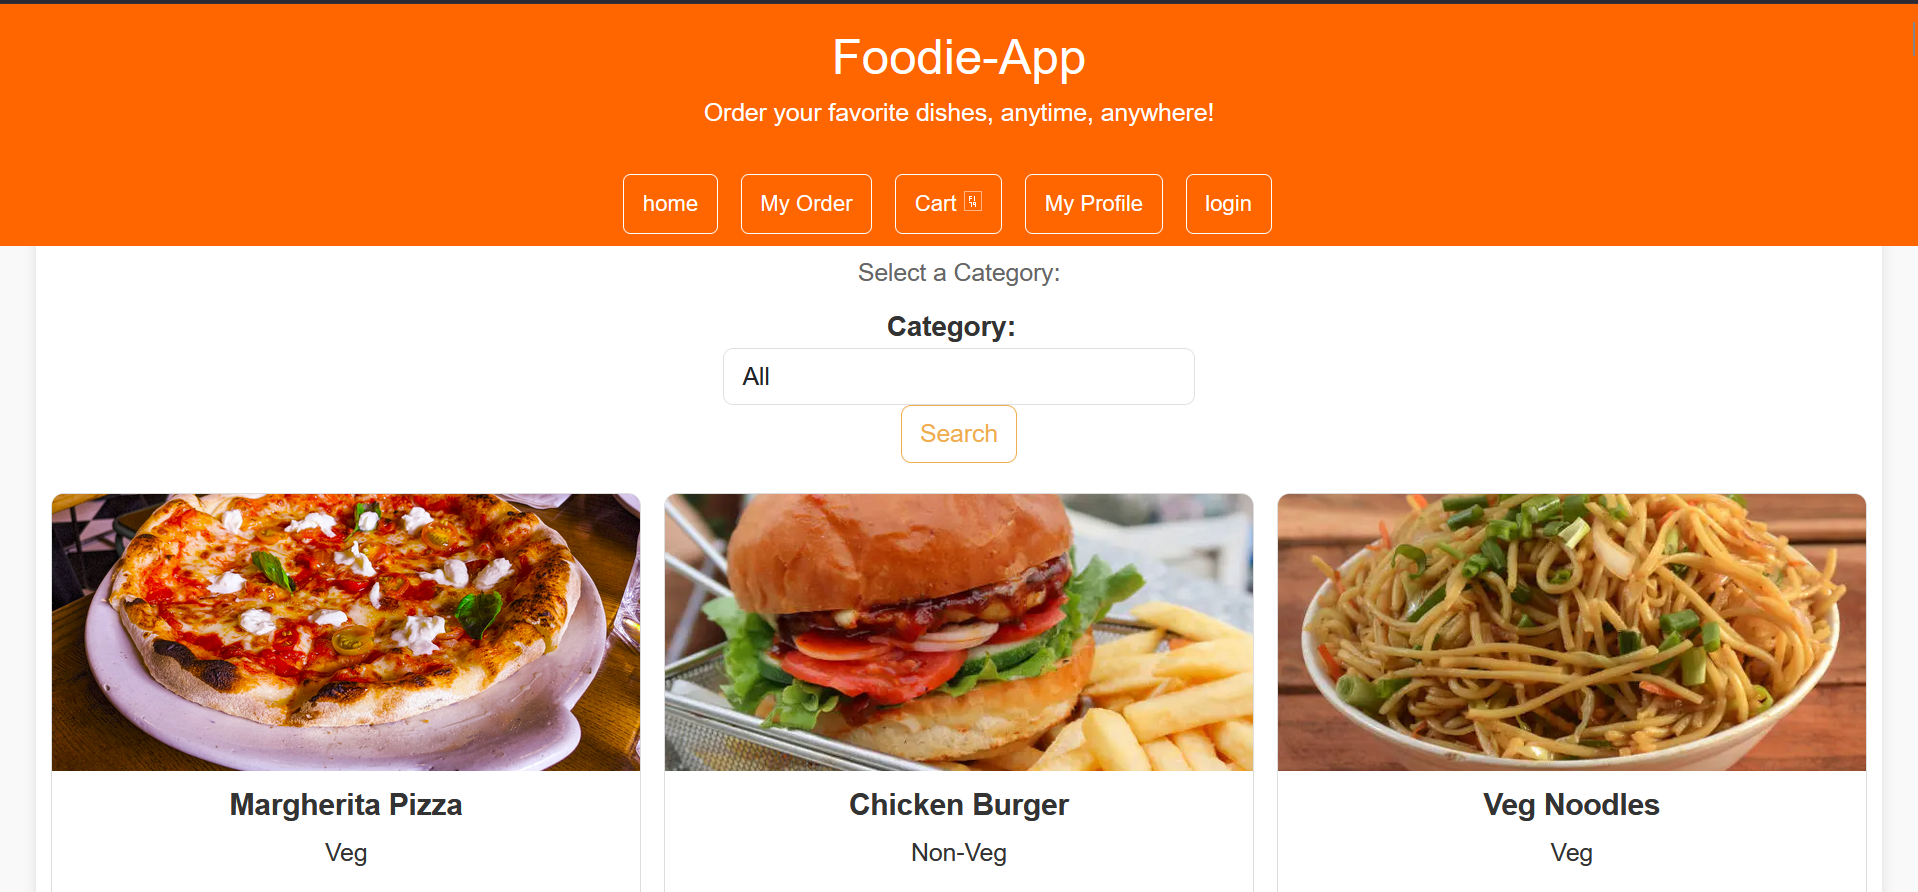 Foodie-App
Order your favorite dishes, anytime, anywhere!
home My Order Cart My Profile login
Select a Category:
Category:
All
Search
Margherita Pizza Chicken Burger Veg Noodles
Veg Non-Veg Veg